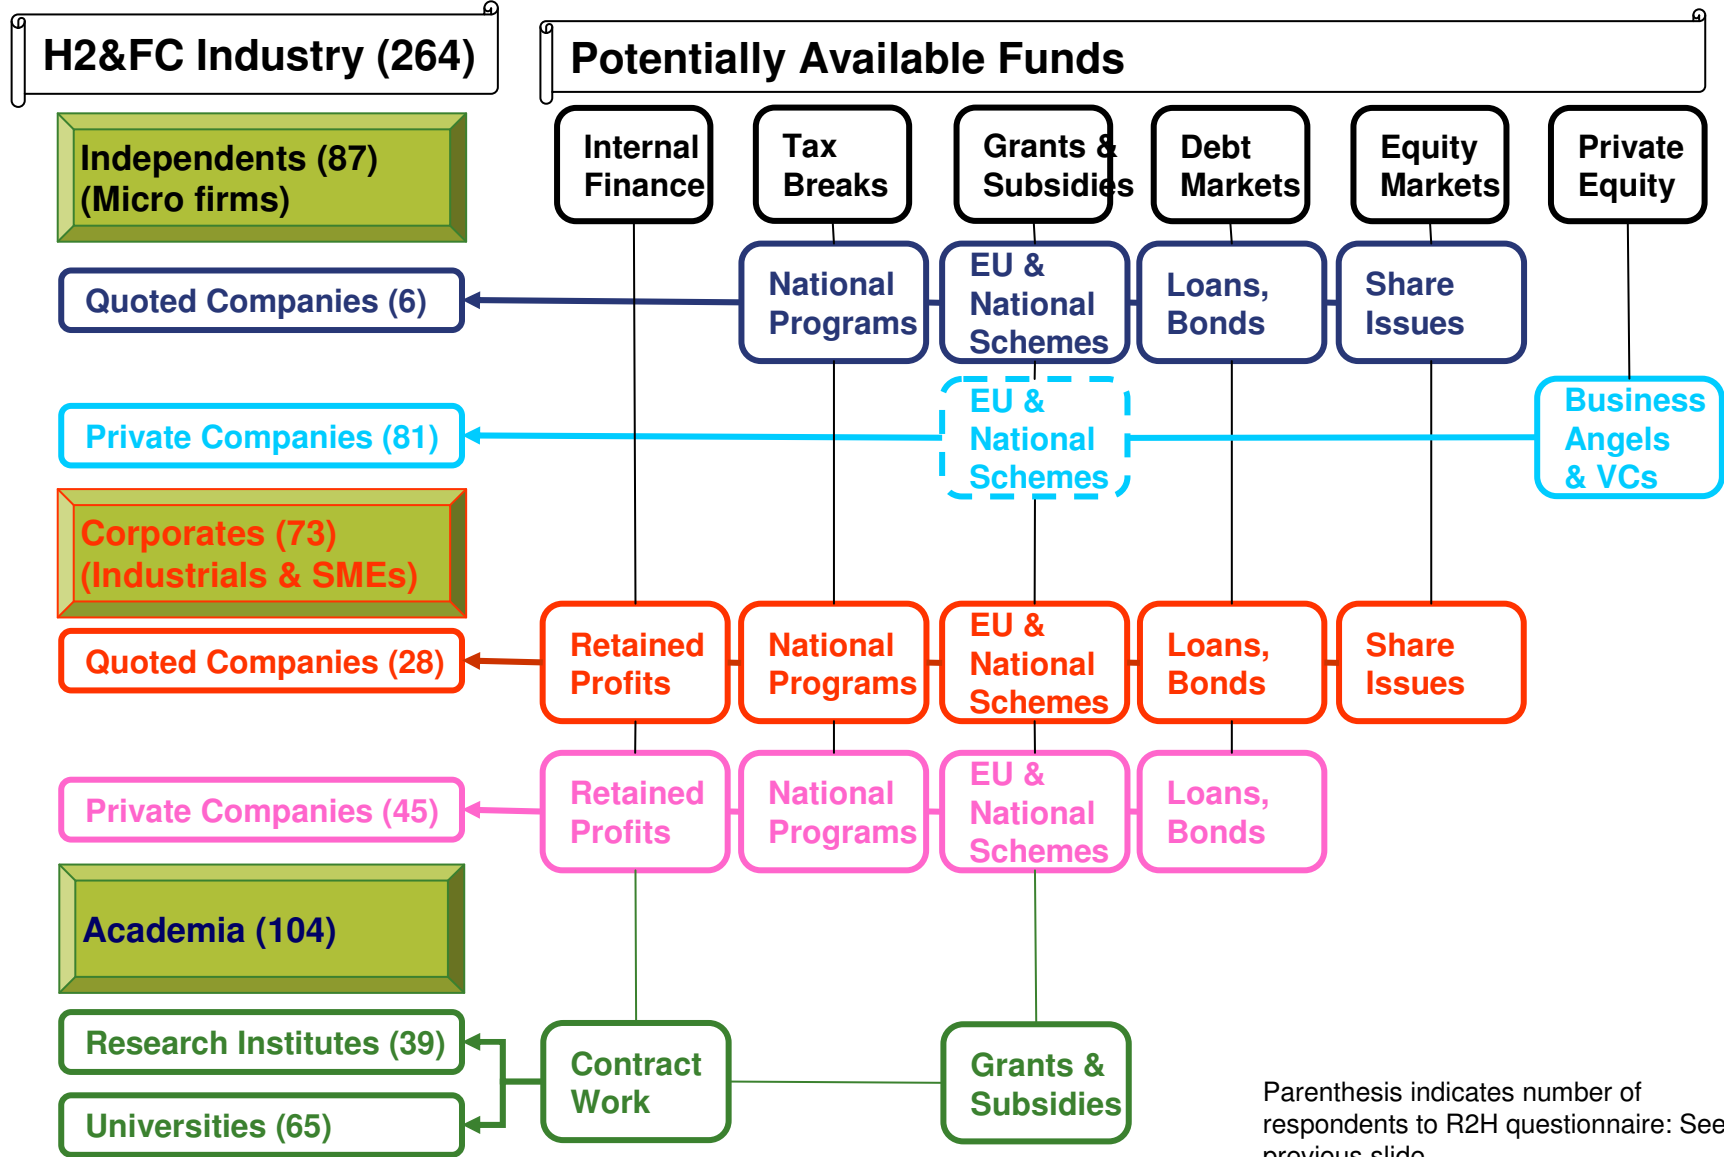 H2&FC Industry (264)
Potentially Available Funds
Independents (87)
(Micro firms)
Internal
Finance
Tax
Breaks
Grants &
Subsidies
Debt
Markets
Equity
Markets
Private
Equity
Quoted Companies (6)
National
Programs
EU &
National
Schemes
Loans,
Bonds
Share
Issues
Private Companies (81)
EU &
National
Schemes
Business
Angels
& VCs
Corporates (73)
(Industrials & SMEs)
Quoted Companies (28)
Retained
Profits
National
Programs
EU &
National
Schemes
Loans,
Bonds
Share
Issues
Private Companies (45)
Retained
Profits
National
Programs
EU &
National
Schemes
Loans,
Bonds
Academia (104)
Research Institutes (39)
Universities (65)
Contract
Work
Grants &
Subsidies
Parenthesis indicates number of
respondents to R2H questionnaire: See
previous slide